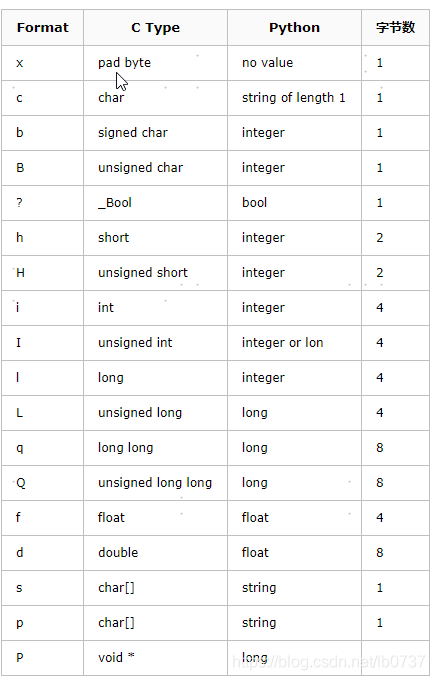 Format C Type Python 字节数
x pad byte no value 1
c char string of length 1 1
b signed char integer 1
B unsigned char integer 1
? _Bool bool 1
h short integer 2
H unsigned short integer 2
i int integer 4
I unsigned int integer or lon 4
l long integer 4
L unsigned long long 4
q long long long 8
Q unsigned long long long 8
f float float 4
d double float 8
s char[] string 1
p char[] string 1
P void * long
https://blog.csdn.net/lb0737